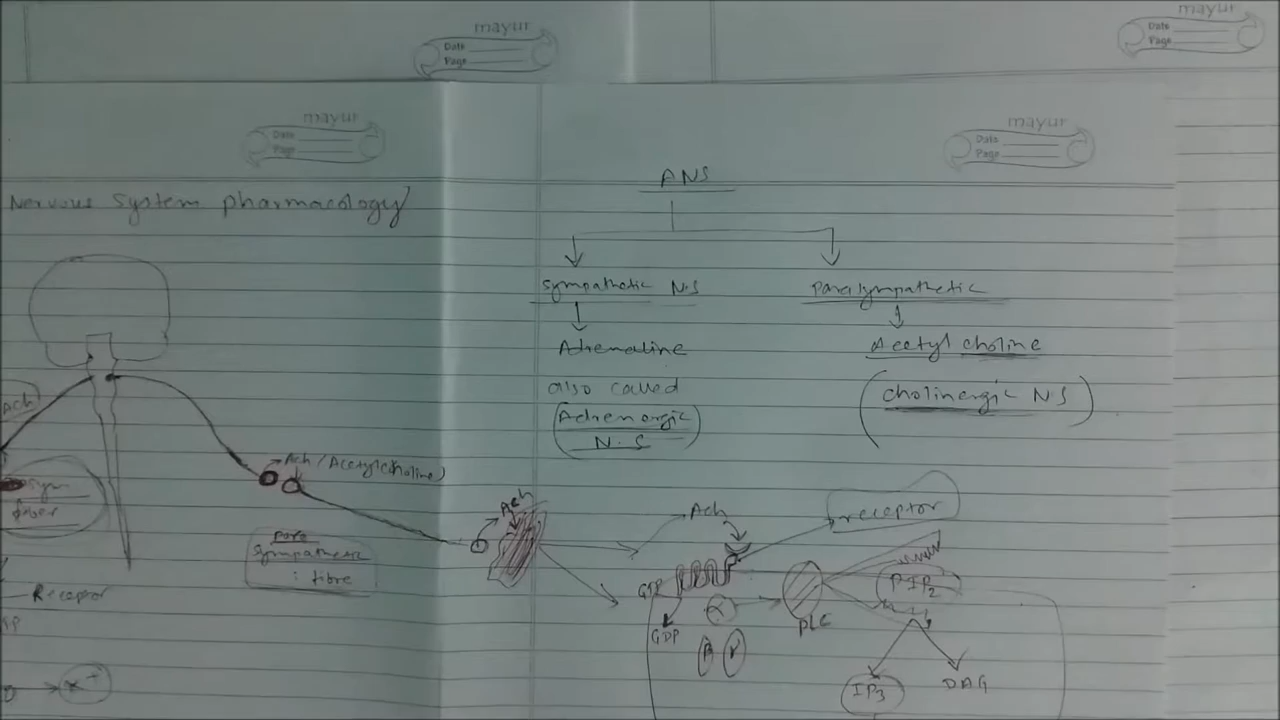 mayur
Date
Page
mayur
Date
Page
mayur
Date
Page
mayur
Date
Page
Nervous System pharmacology
ANS
Sympathetic N.S
Parasympathetic
Adrenaline
Acetyl choline
also called
Adrenergic
N.S
(cholinergic N.S)
Ach
Ach / Acetylcholine)
Sym
fiber
para
Sympathetic
: fibre
Receptor
Ach
Ach
receptor
GTP
GDP
α
β
γ
PLC
PIP2
IP3
DAG